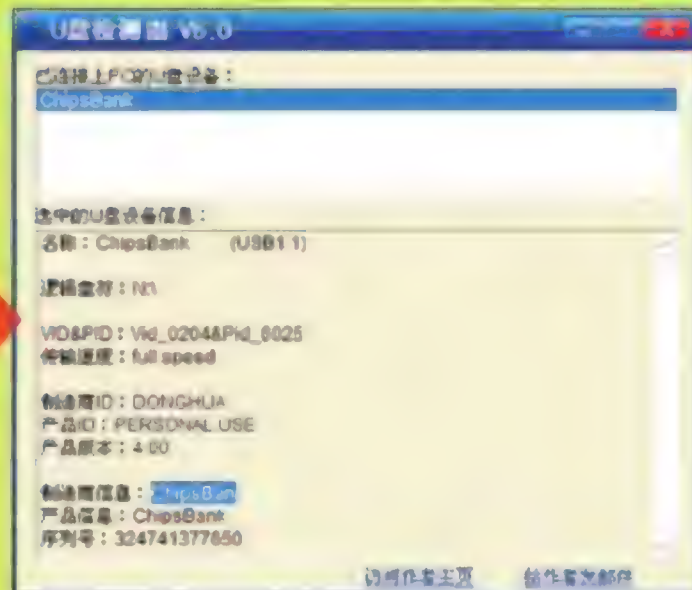 U盘检测器 V5.0
已连接上PC的U盘设备：
ChipsBank
选中的U盘设备信息：
名称：ChipsBank (USB1.1)
逻辑盘符：N:\
VID&PID：Vid_0204&Pid_6025
传输速度：full speed
制造商ID：DONGHUA
产品ID：PERSONAL USE
产品版本：4.00
制造商信息：ChipsBan
产品信息：ChipsBank
序列号：324741377650
访问作者主页 给作者发邮件